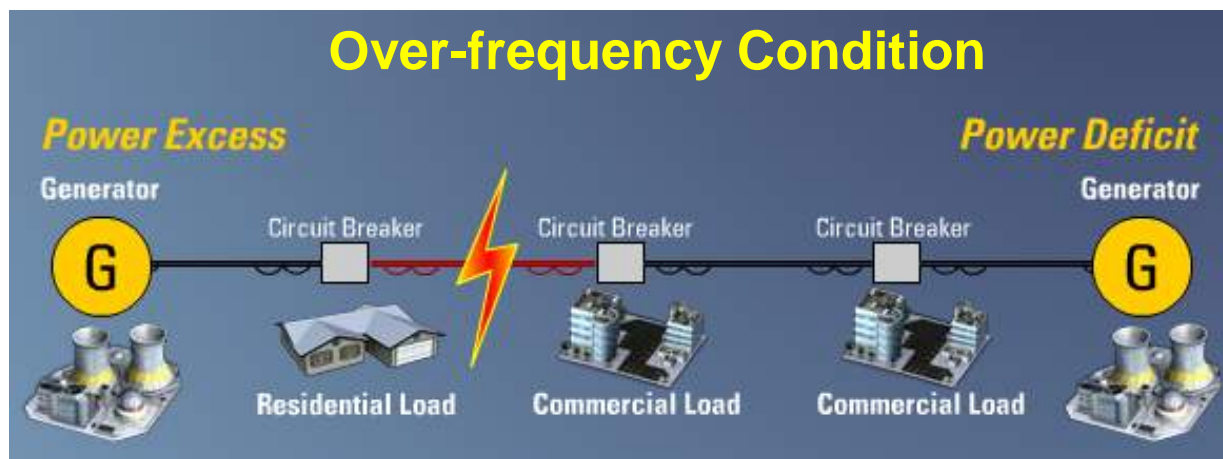 Over-frequency Condition
Power Excess
Power Deficit
Generator
Generator
Circuit Breaker
Circuit Breaker
Circuit Breaker
G
G
Residential Load
Commercial Load
Commercial Load